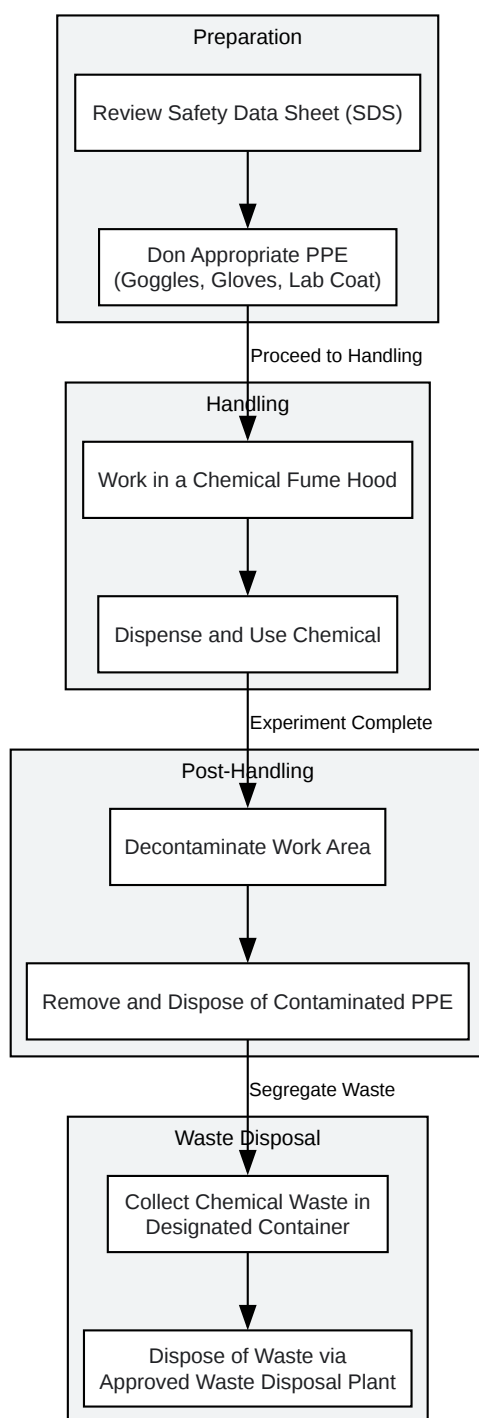 Preparation
Review Safety Data Sheet (SDS)
Don Appropriate PPE
(Goggles, Gloves, Lab Coat)
Proceed to Handling
Handling
Work in a Chemical Fume Hood
Dispense and Use Chemical
Experiment Complete
Post-Handling
Decontaminate Work Area
Remove and Dispose of Contaminated PPE
Segregate Waste
Waste Disposal
Collect Chemical Waste in
Designated Container
Dispose of Waste via
Approved Waste Disposal Plant